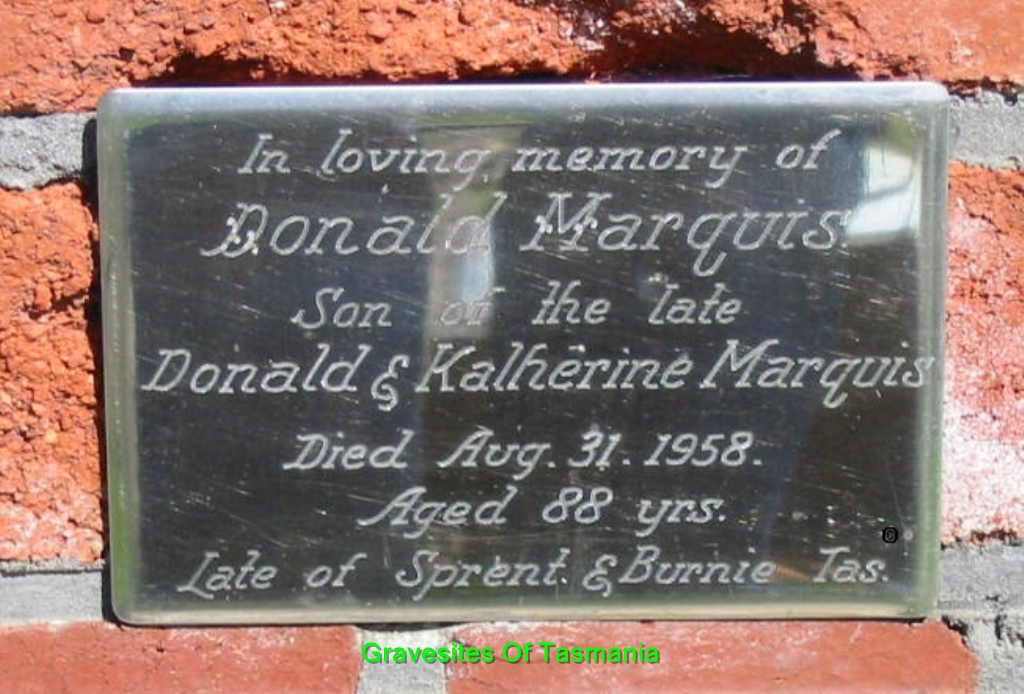 In loving memory of
Donald Marquis
Son of the late
Donald & Katherine Marquis
Died Aug. 31. 1958.
Aged 88 yrs.
©
Late of Sprent. & Burnie Tas.
Gravesites Of Tasmania